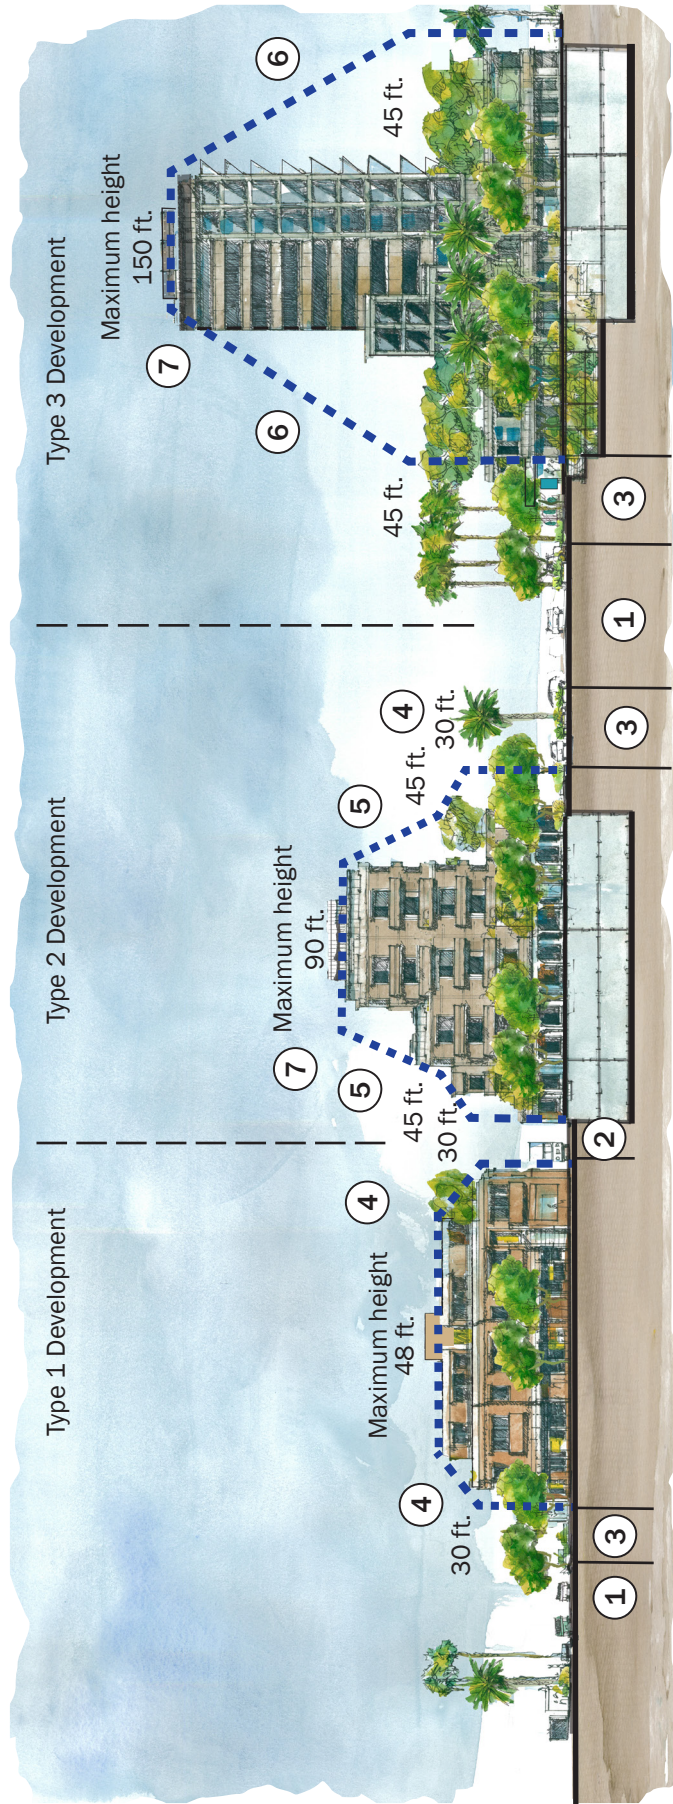 Type 1 Development
Type 2 Development
Type 3 Development
Maximum height
150 ft.
6
7
6
45 ft.
45 ft.
Maximum height
90 ft.
7
5
5
4
45 ft.
30 ft.
45 ft.
30 ft.
Maximum height
48 ft.
4
4
30 ft.
1
3
2
3
1
3